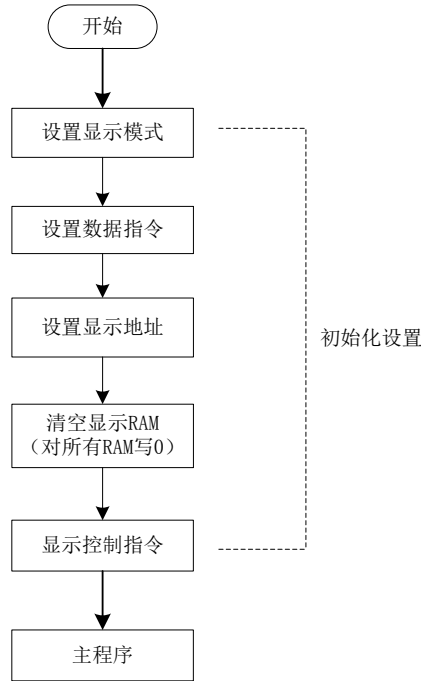 开始
设置显示模式
设置数据指令
设置显示地址
初始化设置
清空显示RAM
（对所有RAM写0）
显示控制指令
主程序